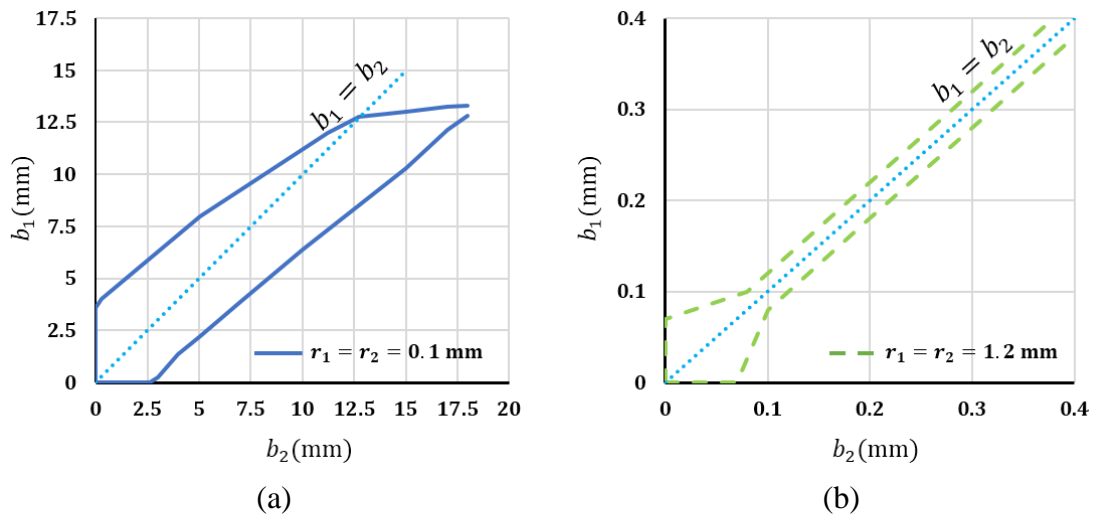 17.5
15
12.5
10
7.5
5
2.5
0
b₁(mm)
b₁ = b₂
r₁ = r₂ = 0.1 mm
0 2.5 5 7.5 10 12.5 15 17.5 20
b₂(mm)
(a)
0.4
0.3
0.2
0.1
0
b₁(mm)
b₁ = b₂
r₁ = r₂ = 1.2 mm
0 0.1 0.2 0.3 0.4
b₂(mm)
(b)